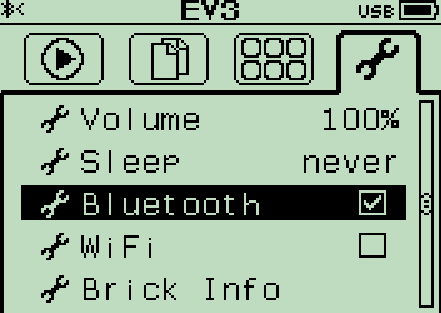 EV3 USB
Volume 100%
Sleep never
Bluetooth
WiFi
Brick Info